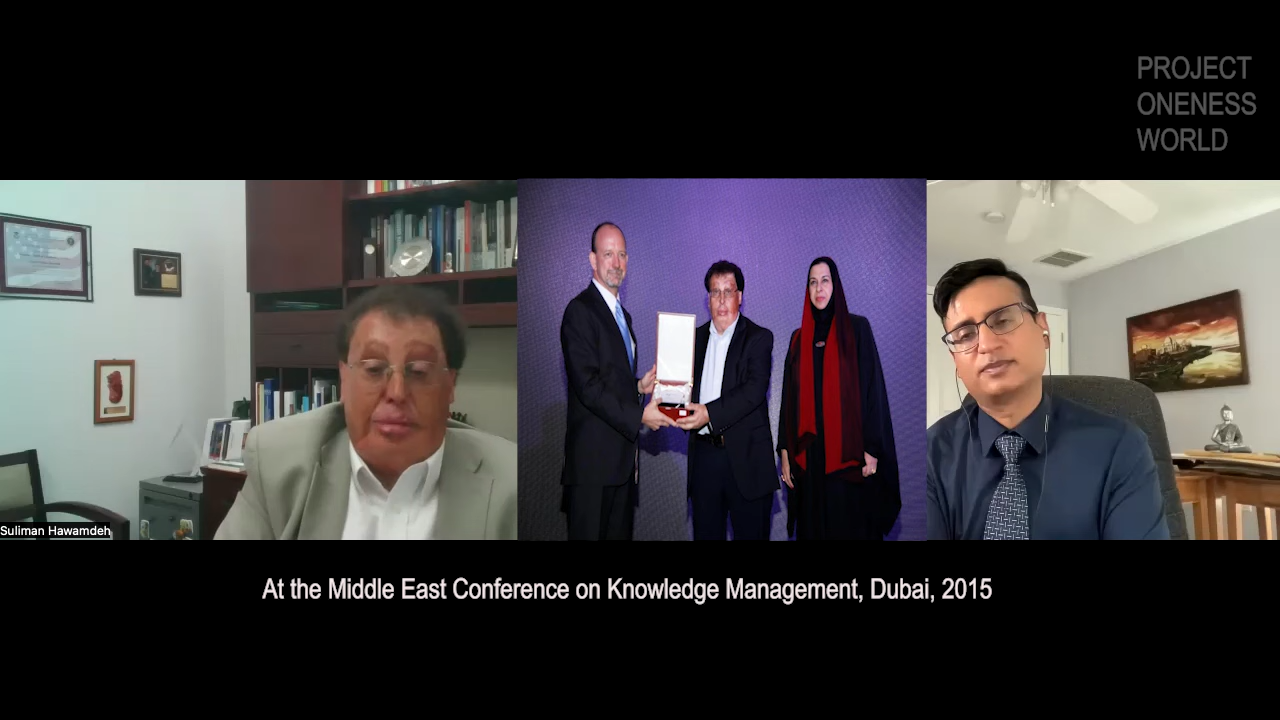 PROJECT
ONENESS
WORLD
Suliman Hawamdeh
At the Middle East Conference on Knowledge Management, Dubai, 2015